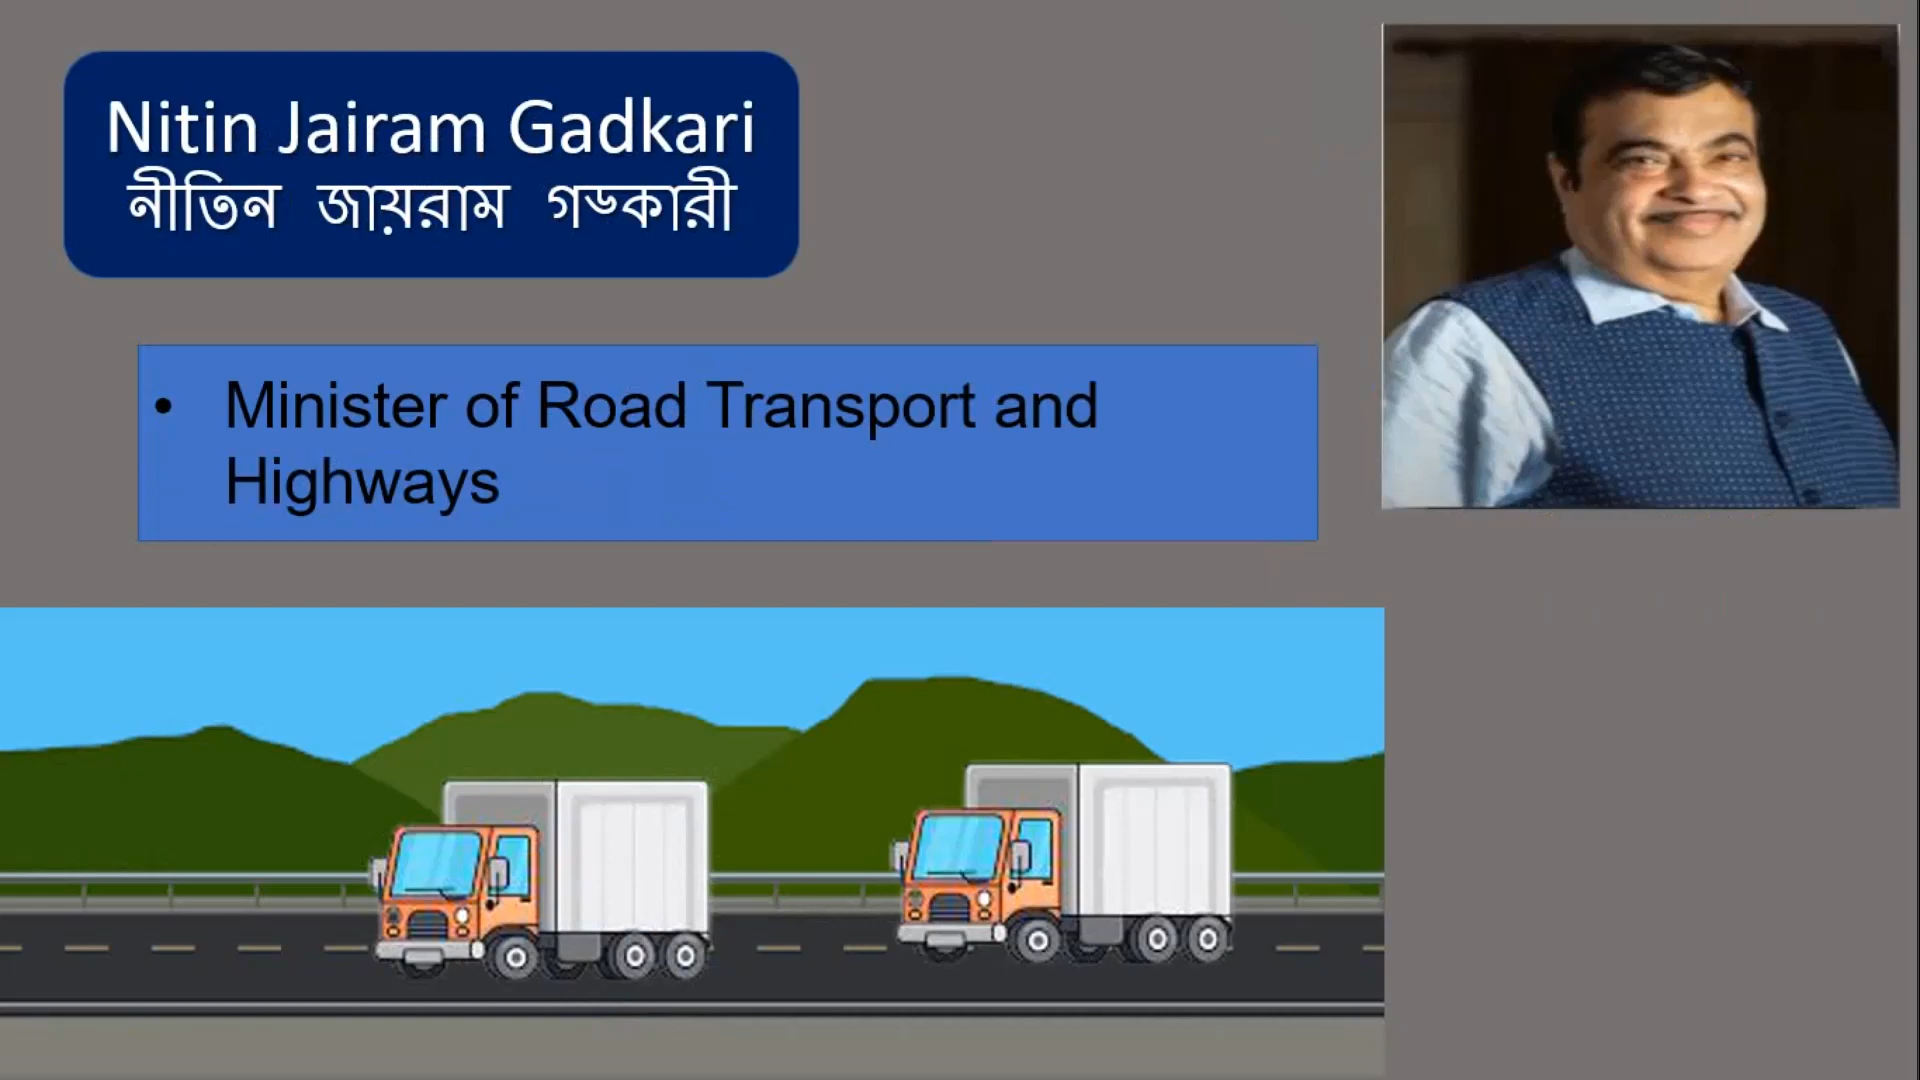 Nitin Jairam Gadkari
নীতিন জায়রাম গড্কারী
• Minister of Road Transport and
Highways